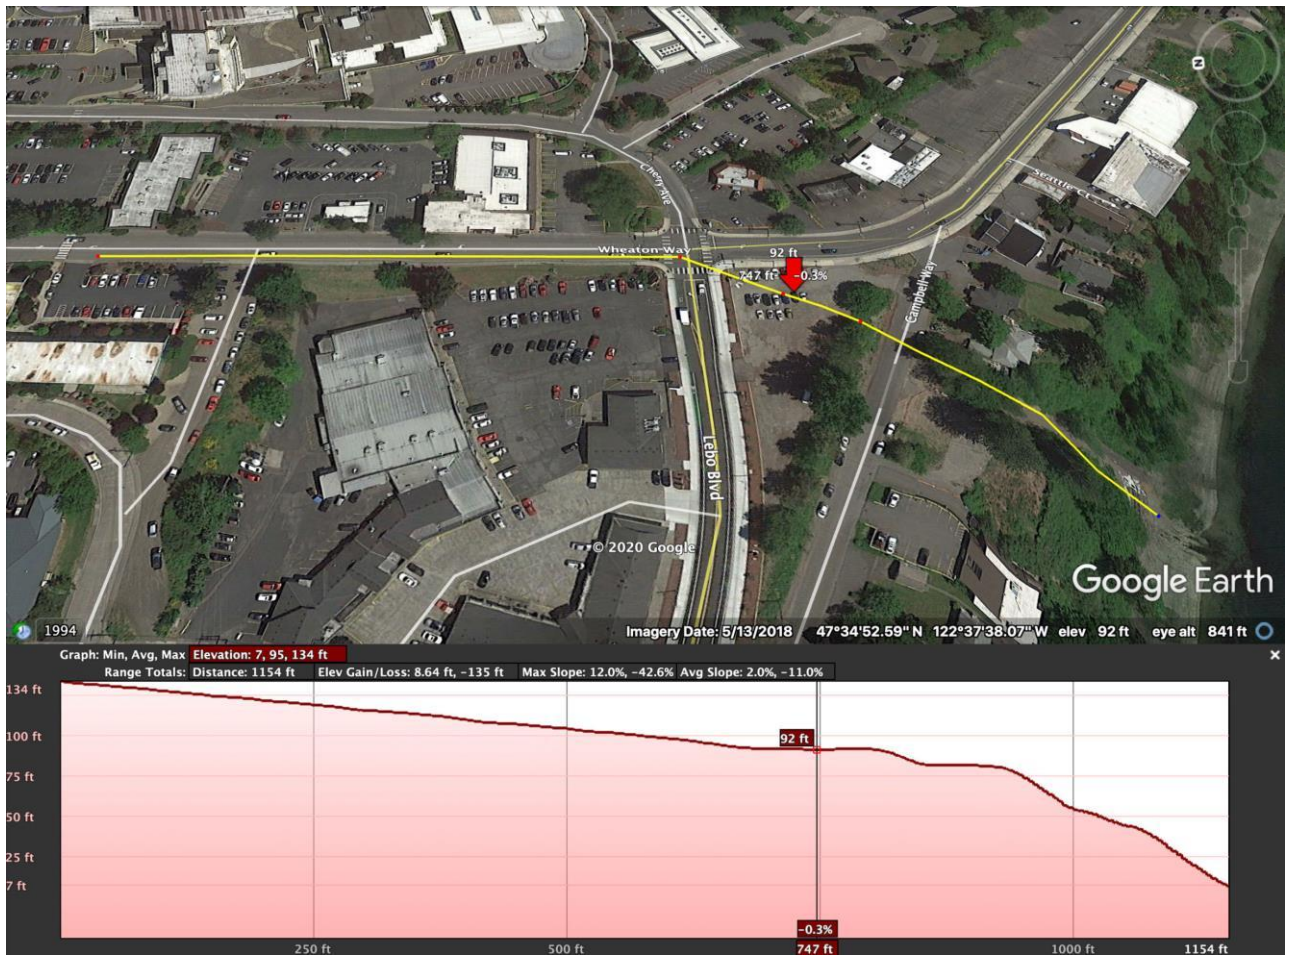 N
Cherry Ave
Seattle
Wheaton Way
92 ft
747 ft -0.3%
Campbell Way
Lebo Blvd
© 2020 Google
Google Earth
1994
Imagery Date: 5/13/2018 47°34'52.59" N 122°37'38.07" W elev 92 ft eye alt 841 ft
Graph: Min, Avg, Max Elevation: 7, 95, 134 ft
Range Totals: Distance: 1154 ft Elev Gain/Loss: 8.64 ft, -135 ft Max Slope: 12.0%, -42.6% Avg Slope: 2.0%, -11.0%
134 ft
100 ft
92 ft
75 ft
50 ft
25 ft
7 ft
-0.3%
250 ft 500 ft 747 ft 1000 ft 1154 ft